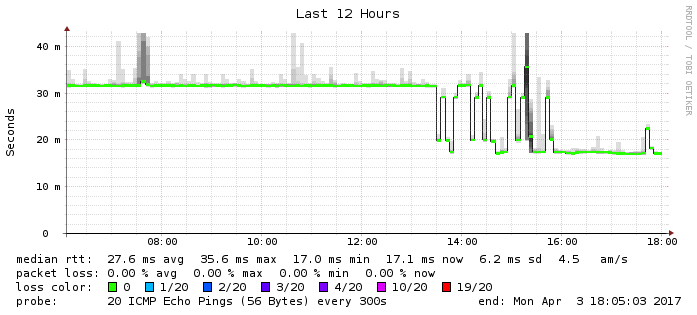 Last 12 Hours
RRDTOOL / TOBI OETIKER
Seconds
40 m
30 m
20 m
10 m
0
08:00 10:00 12:00 14:00 16:00 18:00
median rtt: 27.6 ms avg 35.6 ms max 17.0 ms min 17.1 ms now 6.2 ms sd 4.5 am/s
packet loss: 0.00 % avg 0.00 % max 0.00 % min 0.00 % now
loss color: 0 1/20 2/20 3/20 4/20 10/20 19/20
probe: 20 ICMP Echo Pings (56 Bytes) every 300s end: Mon Apr 3 18:05:03 2017